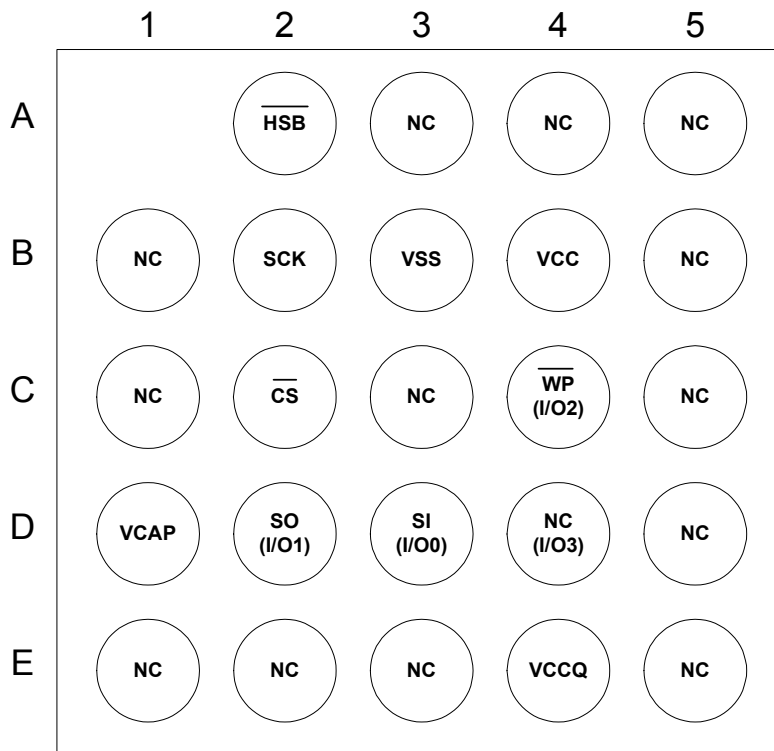 1 2 3 4 5
A HSB NC NC NC
B NC SCK VSS VCC NC
C NC CS NC WP (I/O2) NC
D VCAP SO (I/O1) SI (I/O0) NC (I/O3) NC
E NC NC NC VCCQ NC